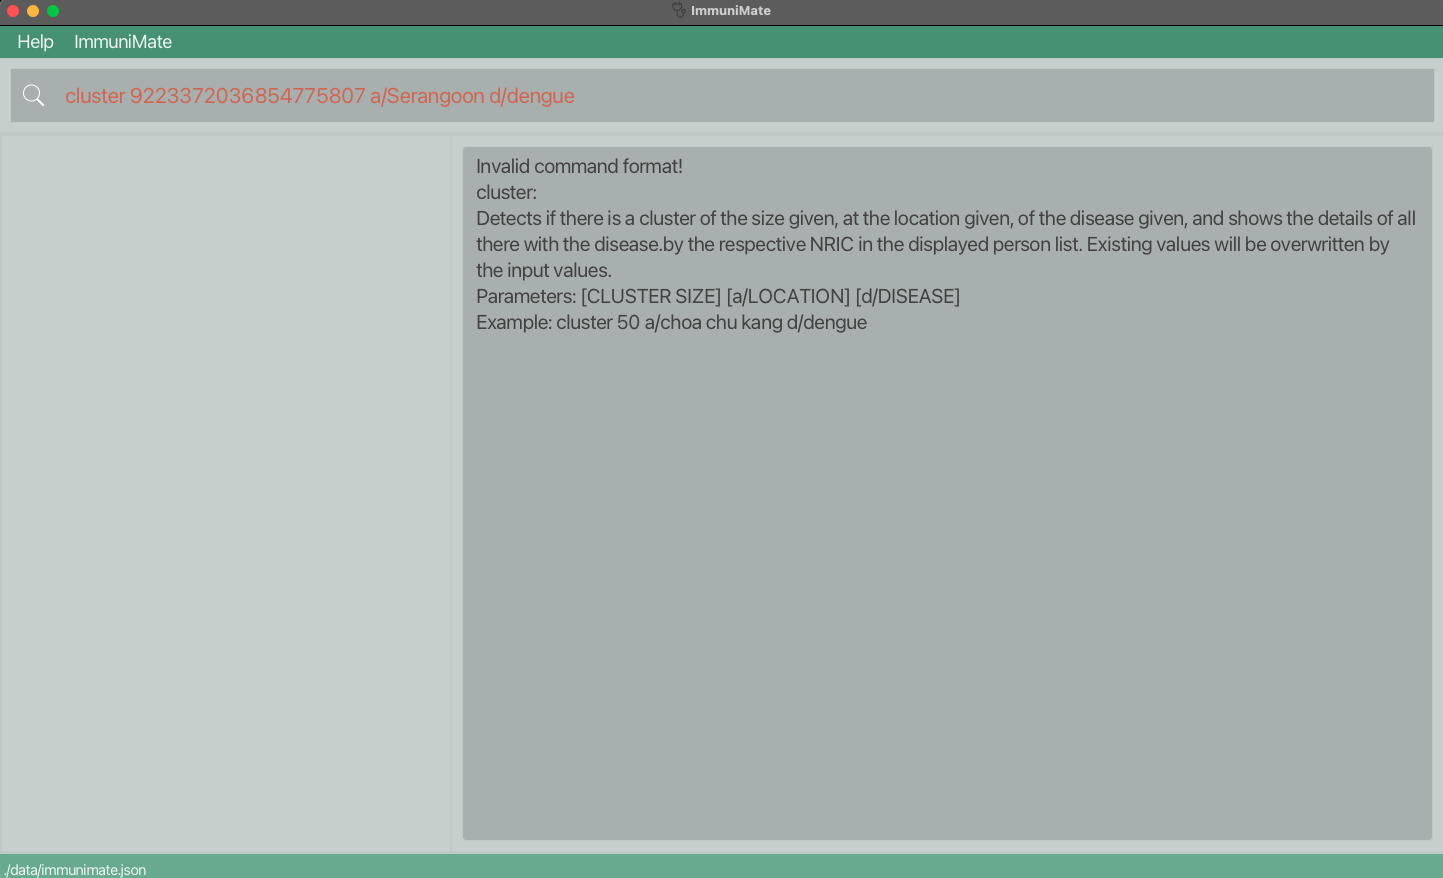 ImmuniMate
Help ImmuniMate
cluster 9223372036854775807 a/Serangoon d/dengue
Invalid command format!
cluster:
Detects if there is a cluster of the size given, at the location given, of the disease given, and shows the details of all
there with the disease.by the respective NRIC in the displayed person list. Existing values will be overwritten by
the input values.
Parameters: [CLUSTER SIZE] [a/LOCATION] [d/DISEASE]
Example: cluster 50 a/choa chu kang d/dengue
./data/immunimate.json